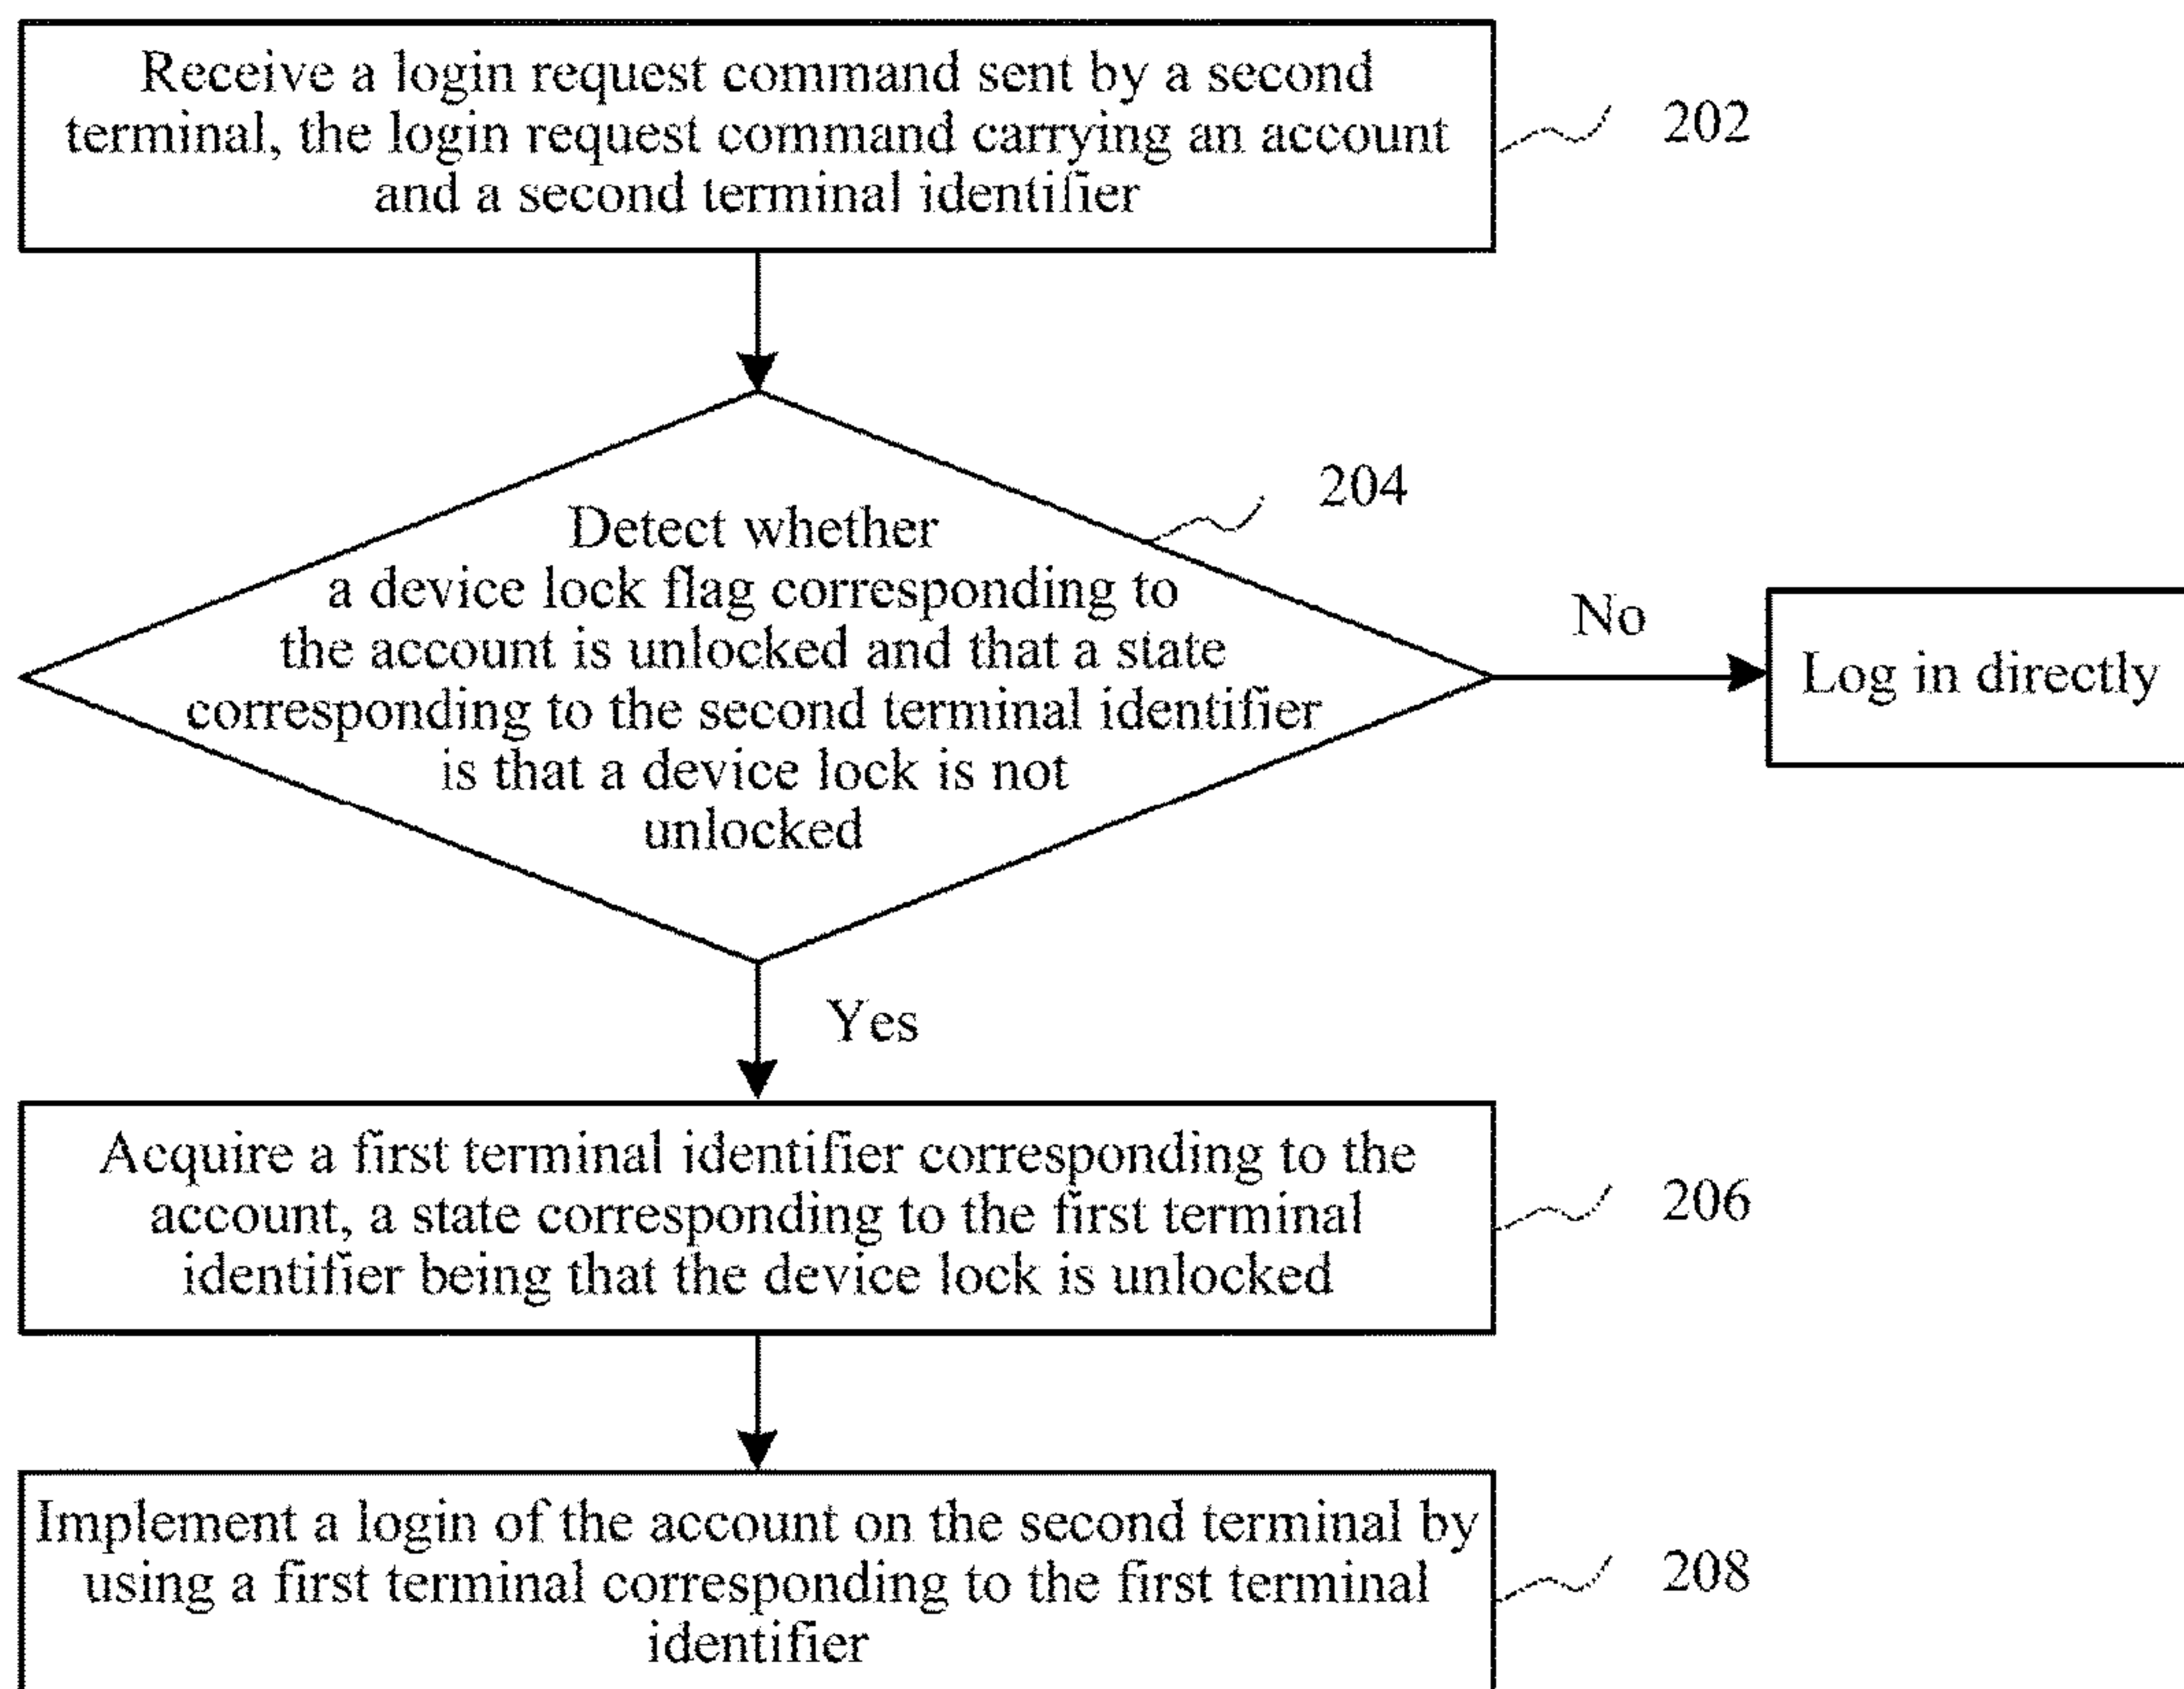 Receive a login request command sent by a second
terminal, the login request command carrying an account
and a second terminal identifier
202
Detect whether
a device lock flag corresponding to
the account is unlocked and that a state
corresponding to the second terminal identifier
is that a device lock is not
unlocked
204
No
Log in directly
Yes
Acquire a first terminal identifier corresponding to the
account, a state corresponding to the first terminal
identifier being that the device lock is unlocked
206
Implement a login of the account on the second terminal by
using a first terminal corresponding to the first terminal
identifier
208